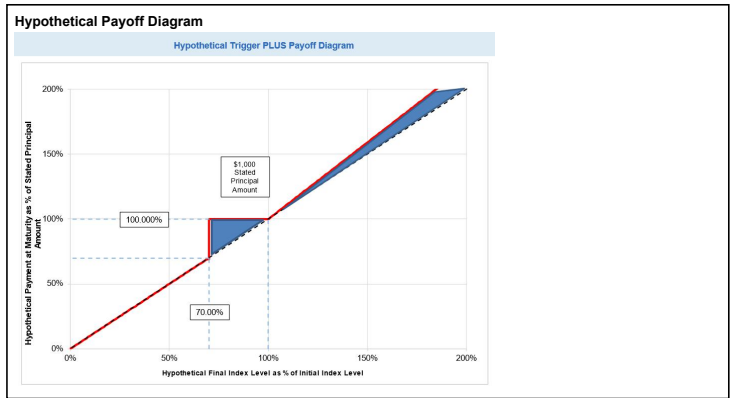 Hypothetical Payoff Diagram
Hypothetical Trigger PLUS Payoff Diagram
Hypothetical Payment at Maturity as % of Stated Principal
Amount
200%
150%
100%
50%
0%
$1,000
Stated
Principal
Amount
100.000%
70.00%
0%
50%
100%
150%
200%
Hypothetical Final Index Level as % of Initial Index Level